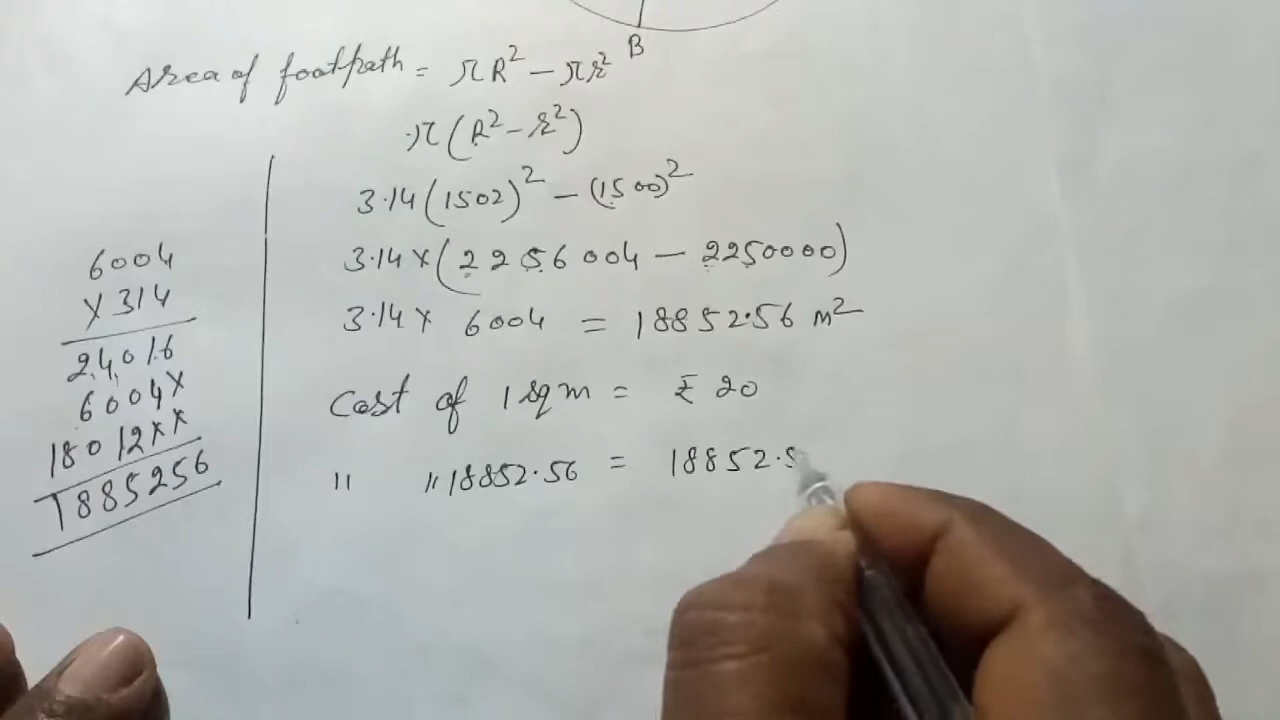 B
Area of footpath = πR² – πr²
π(R² – r²)
3.14(1502)² – (1500)²
3.14×(2256004 – 2250000)
3.14× 6004 = 18852.56 m²
Cost of 1 sqm = ₹ 20
" " 18852.56 = 18852.5
6004
×314
24016
6004×
18012××
1885256